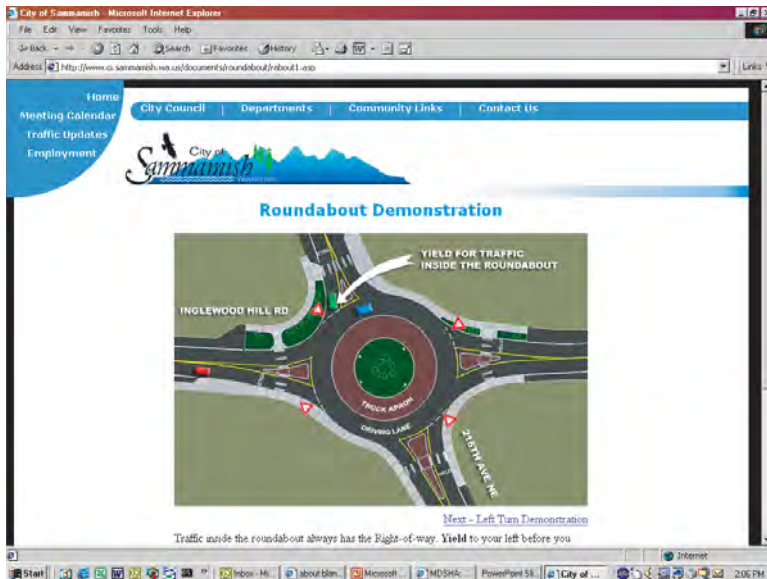 City of Sammamish - Microsoft Internet Explorer
File Edit View Favorites Tools Help
Back Search Favorites History
Address http://www.ci.sammamish.wa.us/documents/roundabout/rabout1.asp Links
Home
Meeting Calendar
Traffic Updates
Employment
City Council | Departments | Community Links | Contact Us
City of
Sammamish
Roundabout Demonstration
YIELD FOR TRAFFIC
INSIDE THE ROUNDABOUT
INGLEWOOD HILL RD
TRUCK APRON
DRIVING LANE
216TH AVE NE
Next - Left Turn Demonstration
Traffic inside the roundabout always has the Right-of-way. Yield to your left before you
Internet
Start Inbox - Mi... about:blan... Microsoft ... MDSHA: PowerPoint Sli... City of ... 2:06 PM